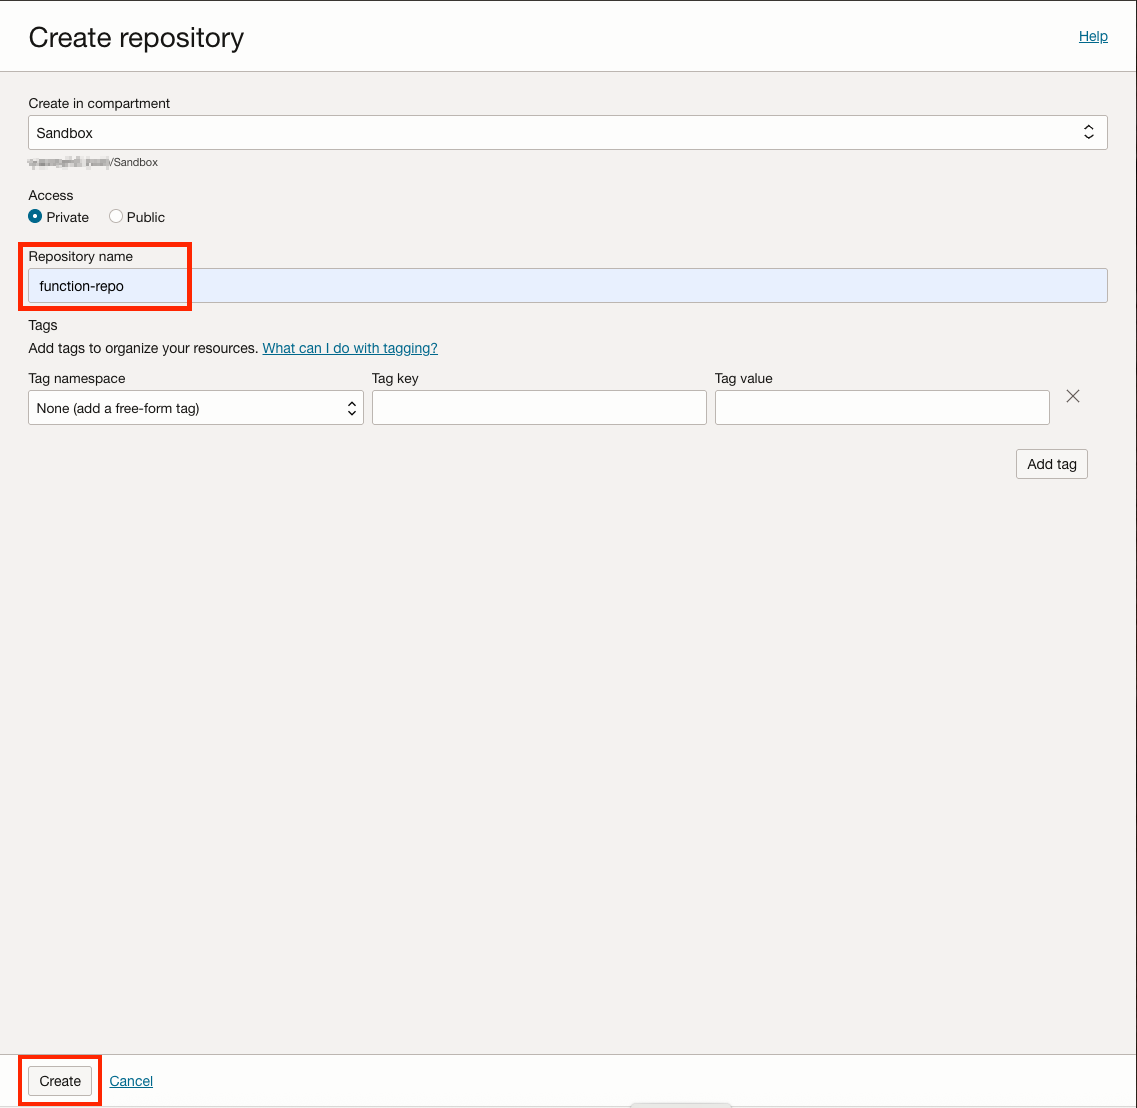 Create repository
Help
Create in compartment
Sandbox
/Sandbox
Access
Private Public
Repository name
function-repo
Tags
Add tags to organize your resources. What can I do with tagging?
Tag namespace Tag key Tag value
None (add a free-form tag)
Add tag
Create Cancel